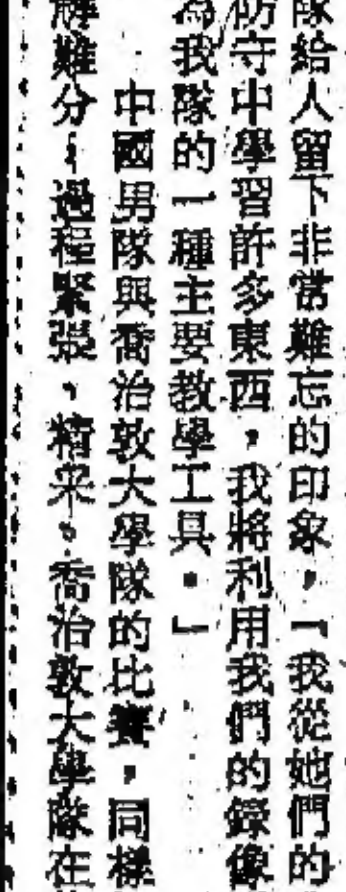 隊給人留下非常難忘的印象,「我從她們的
防守中學習許多東西,我將利用我們的錄像
為我隊的一種主要教學工具。」
中國男隊與喬治敦大學隊的比賽,同樣
解難分;過程緊張、精采。喬治敦大學隊在